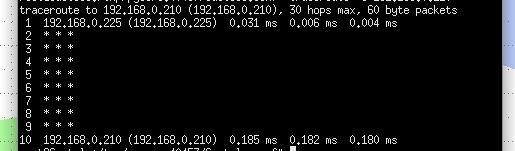 traceroute to 192.168.0.210 (192.168.0.210), 30 hops max, 60 byte packets
1 192.168.0.225 (192.168.0.225) 0.031 ms 0.006 ms 0.004 ms
2 * * *
3 * * *
4 * * *
5 * * *
6 * * *
7 * * *
8 * * *
9 * * *
10 192.168.0.210 (192.168.0.210) 0.185 ms 0.182 ms 0.180 ms